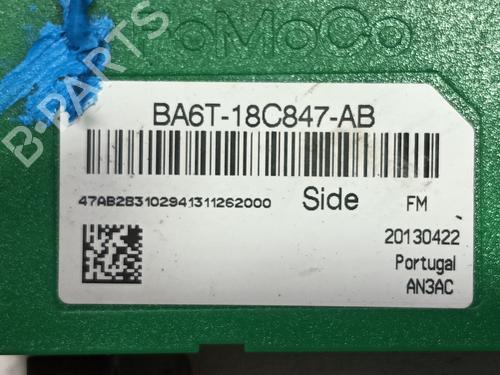 FoMoCo
B-PARTS
BA6T-18C847-AB
47AB2B3102941311262000
Side
FM
20130422
Portugal
AN3AC